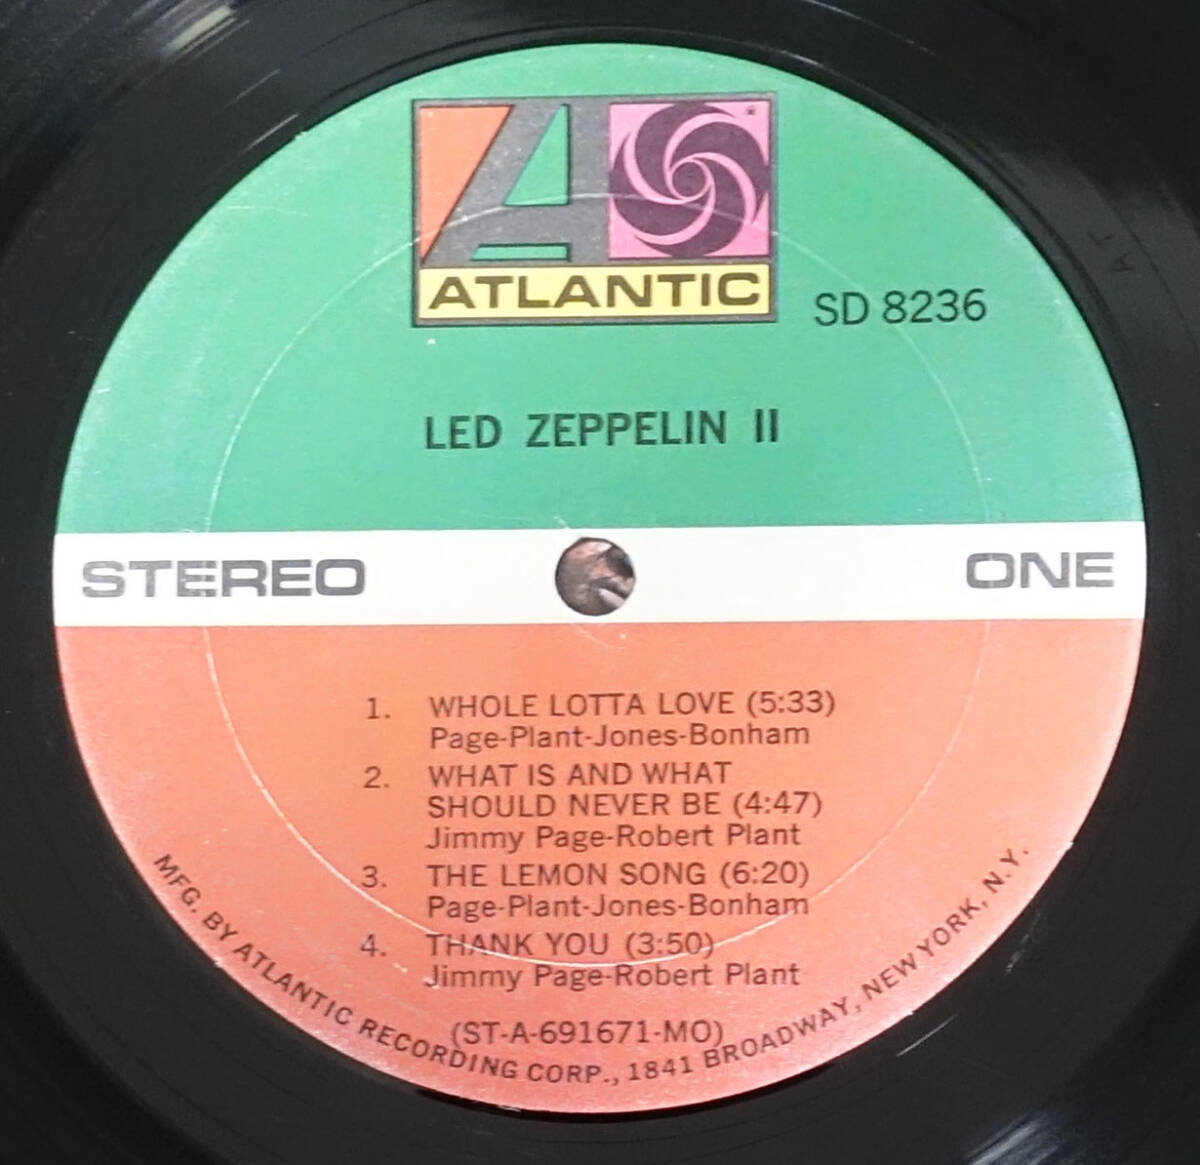 ATLANTIC
SD 8236
LED ZEPPELIN II
STEREO
ONE
1. WHOLE LOTTA LOVE (5:33)
Page-Plant-Jones-Bonham
2. WHAT IS AND WHAT
SHOULD NEVER BE (4:47)
Jimmy Page-Robert Plant
3. THE LEMON SONG (6:20)
Page-Plant-Jones-Bonham
4. THANK YOU (3:50)
Jimmy Page-Robert Plant
(ST-A-691671-MO)
MFG. BY ATLANTIC RECORDING CORP., 1841 BROADWAY, NEW YORK, N.Y.
AT